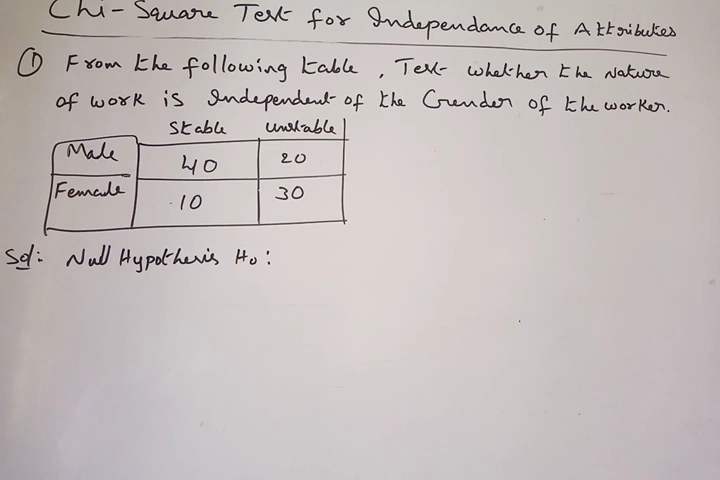 Chi-Square Test for Independance of Attributes
① From the following table, Test whether the Nature
of work is Independent of the Gender of the worker.
Stable unstable
Male 40 20
Female 10 30
Sol: Null Hypothesis Ho: